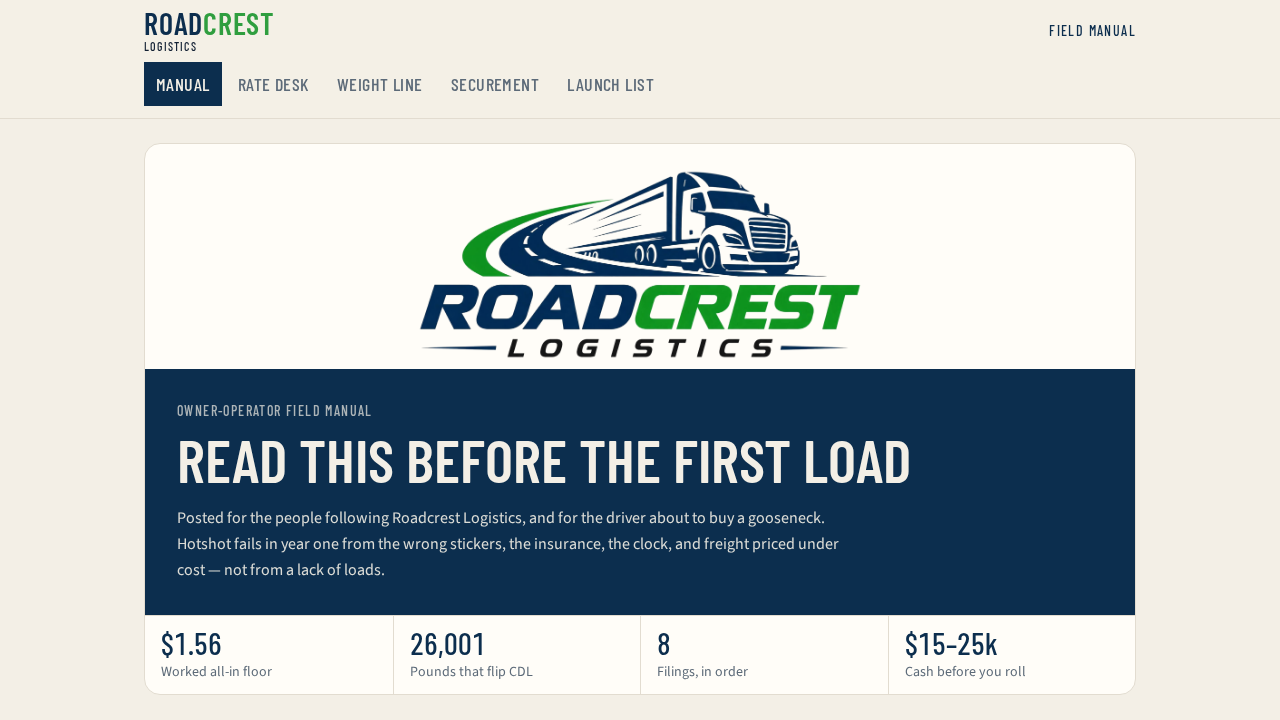 ROADCREST
LOGISTICS
FIELD MANUAL
MANUAL
RATE DESK
WEIGHT LINE
SECUREMENT
LAUNCH LIST
ROADCREST
LOGISTICS
OWNER-OPERATOR FIELD MANUAL
READ THIS BEFORE THE FIRST LOAD
Posted for the people following Roadcrest Logistics, and for the driver about to buy a gooseneck.
Hotshot fails in year one from the wrong stickers, the insurance, the clock, and freight priced under
cost — not from a lack of loads.
$1.56
Worked all-in floor
26,001
Pounds that flip CDL
8
Filings, in order
$15–25k
Cash before you roll